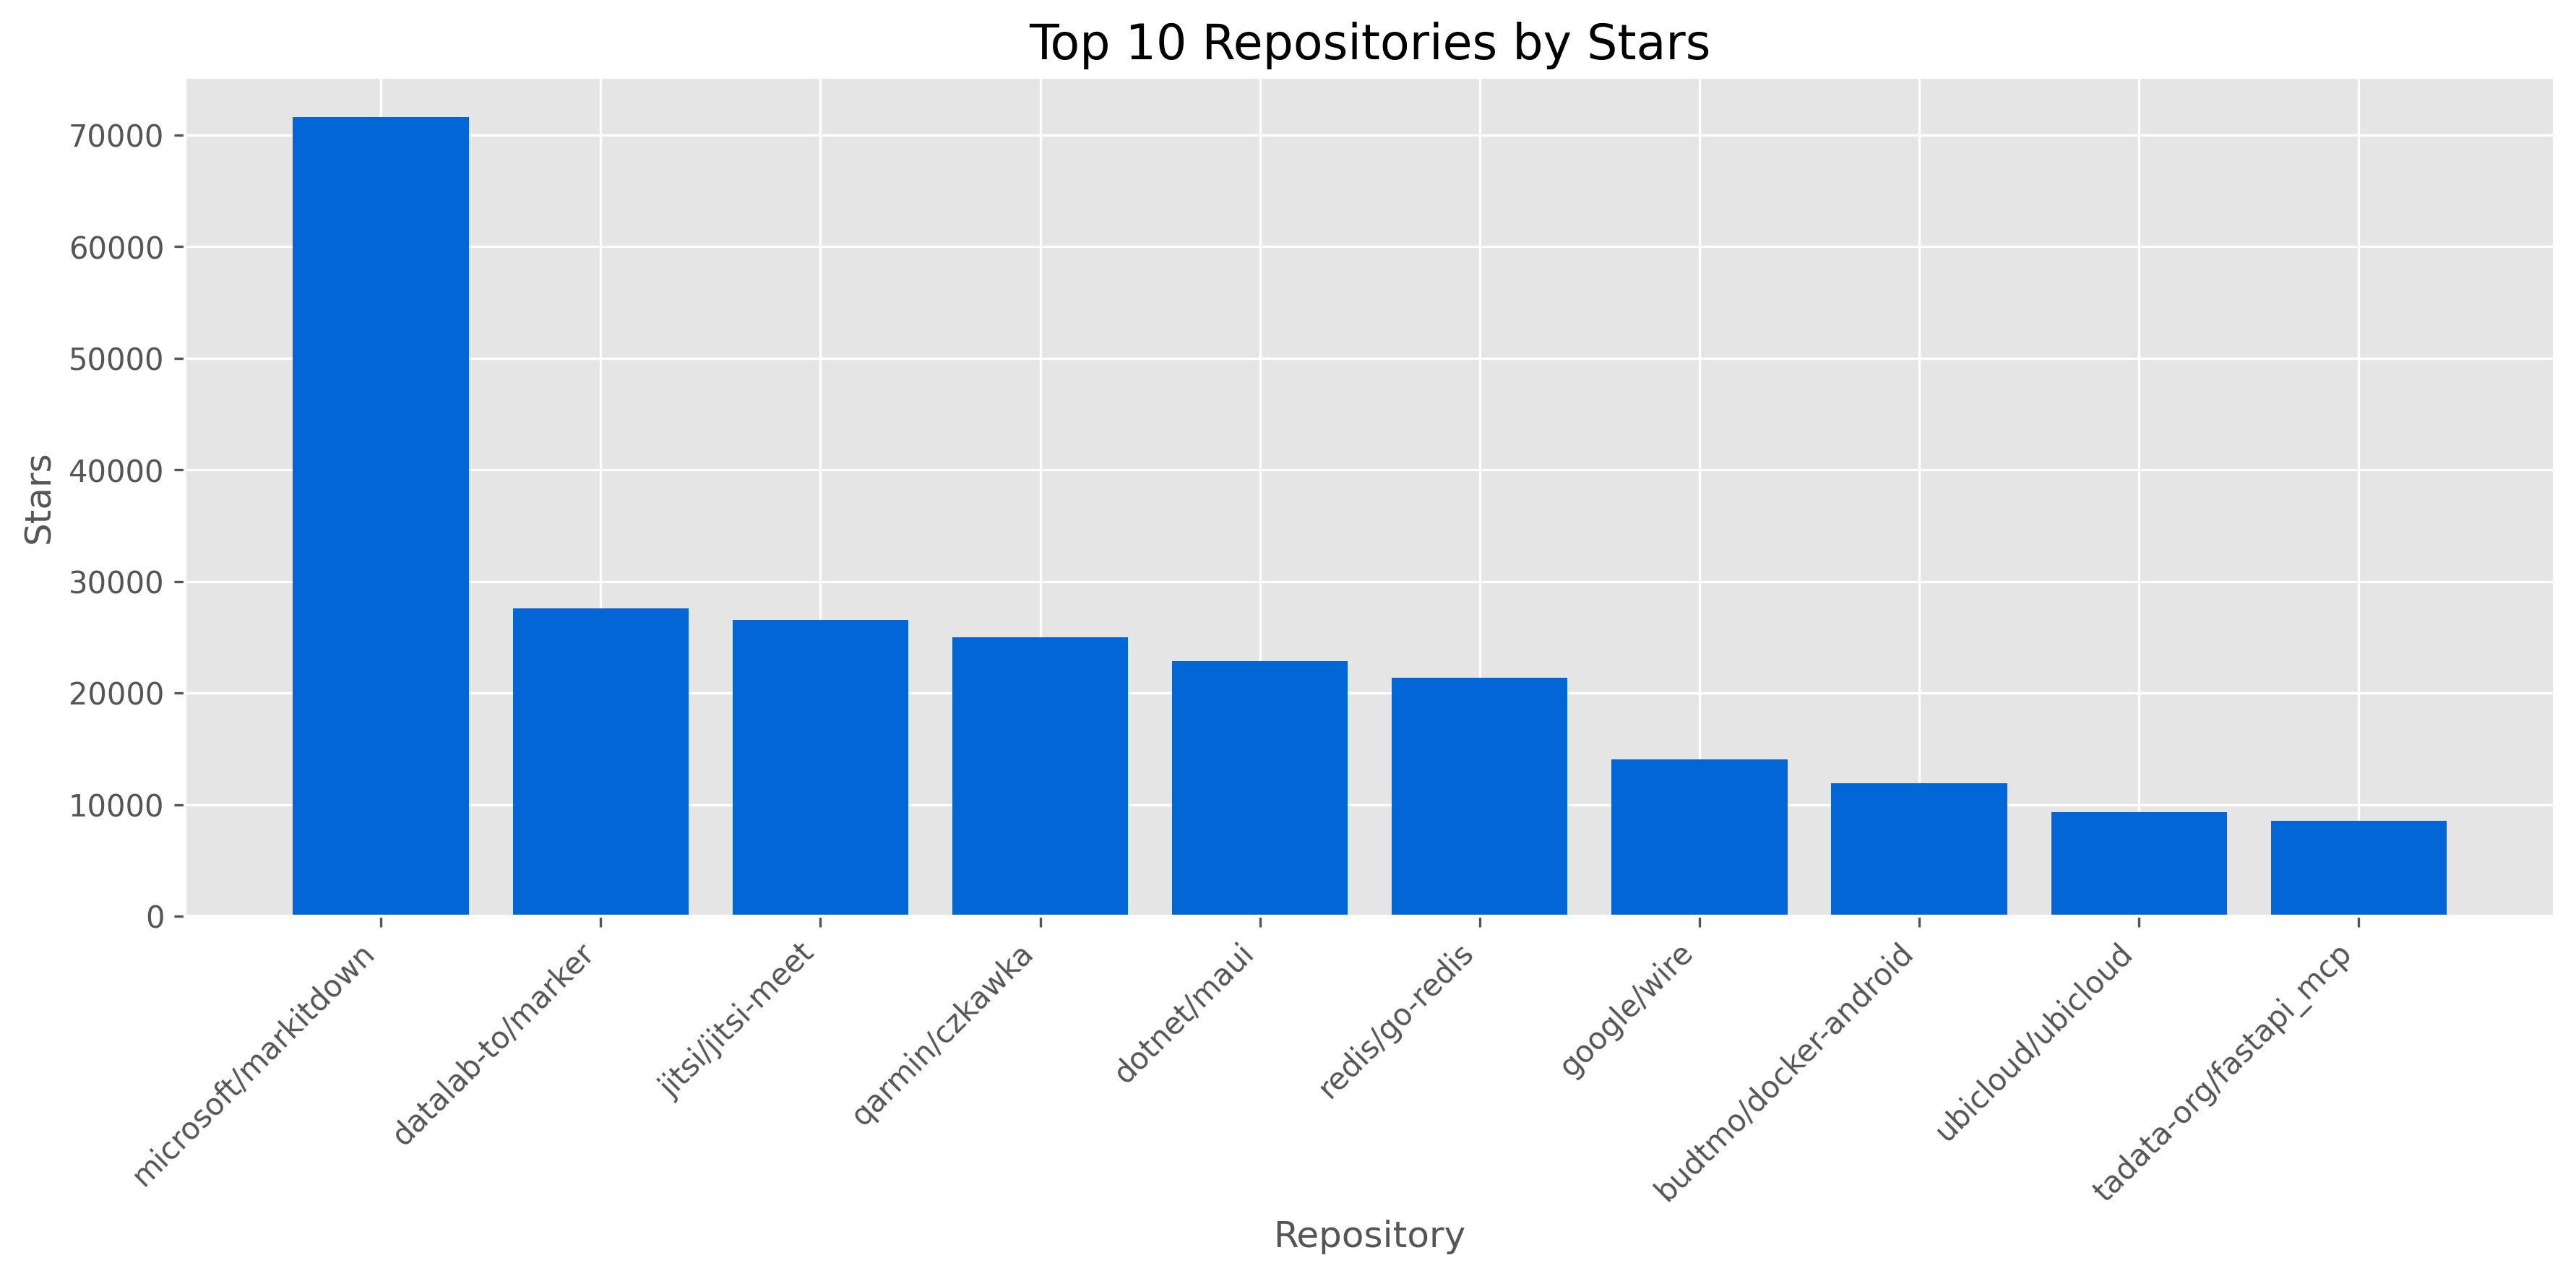 Top 10 Repositories by Stars
Stars
70000
60000
50000
40000
30000
20000
10000
0
microsoft/markitdown
datalab-to/marker
jitsi/jitsi-meet
qarmin/czkawka
dotnet/maui
redis/go-redis
google/wire
budtmo/docker-android
ubicloud/ubicloud
tadata-org/fastapi_mcp
Repository